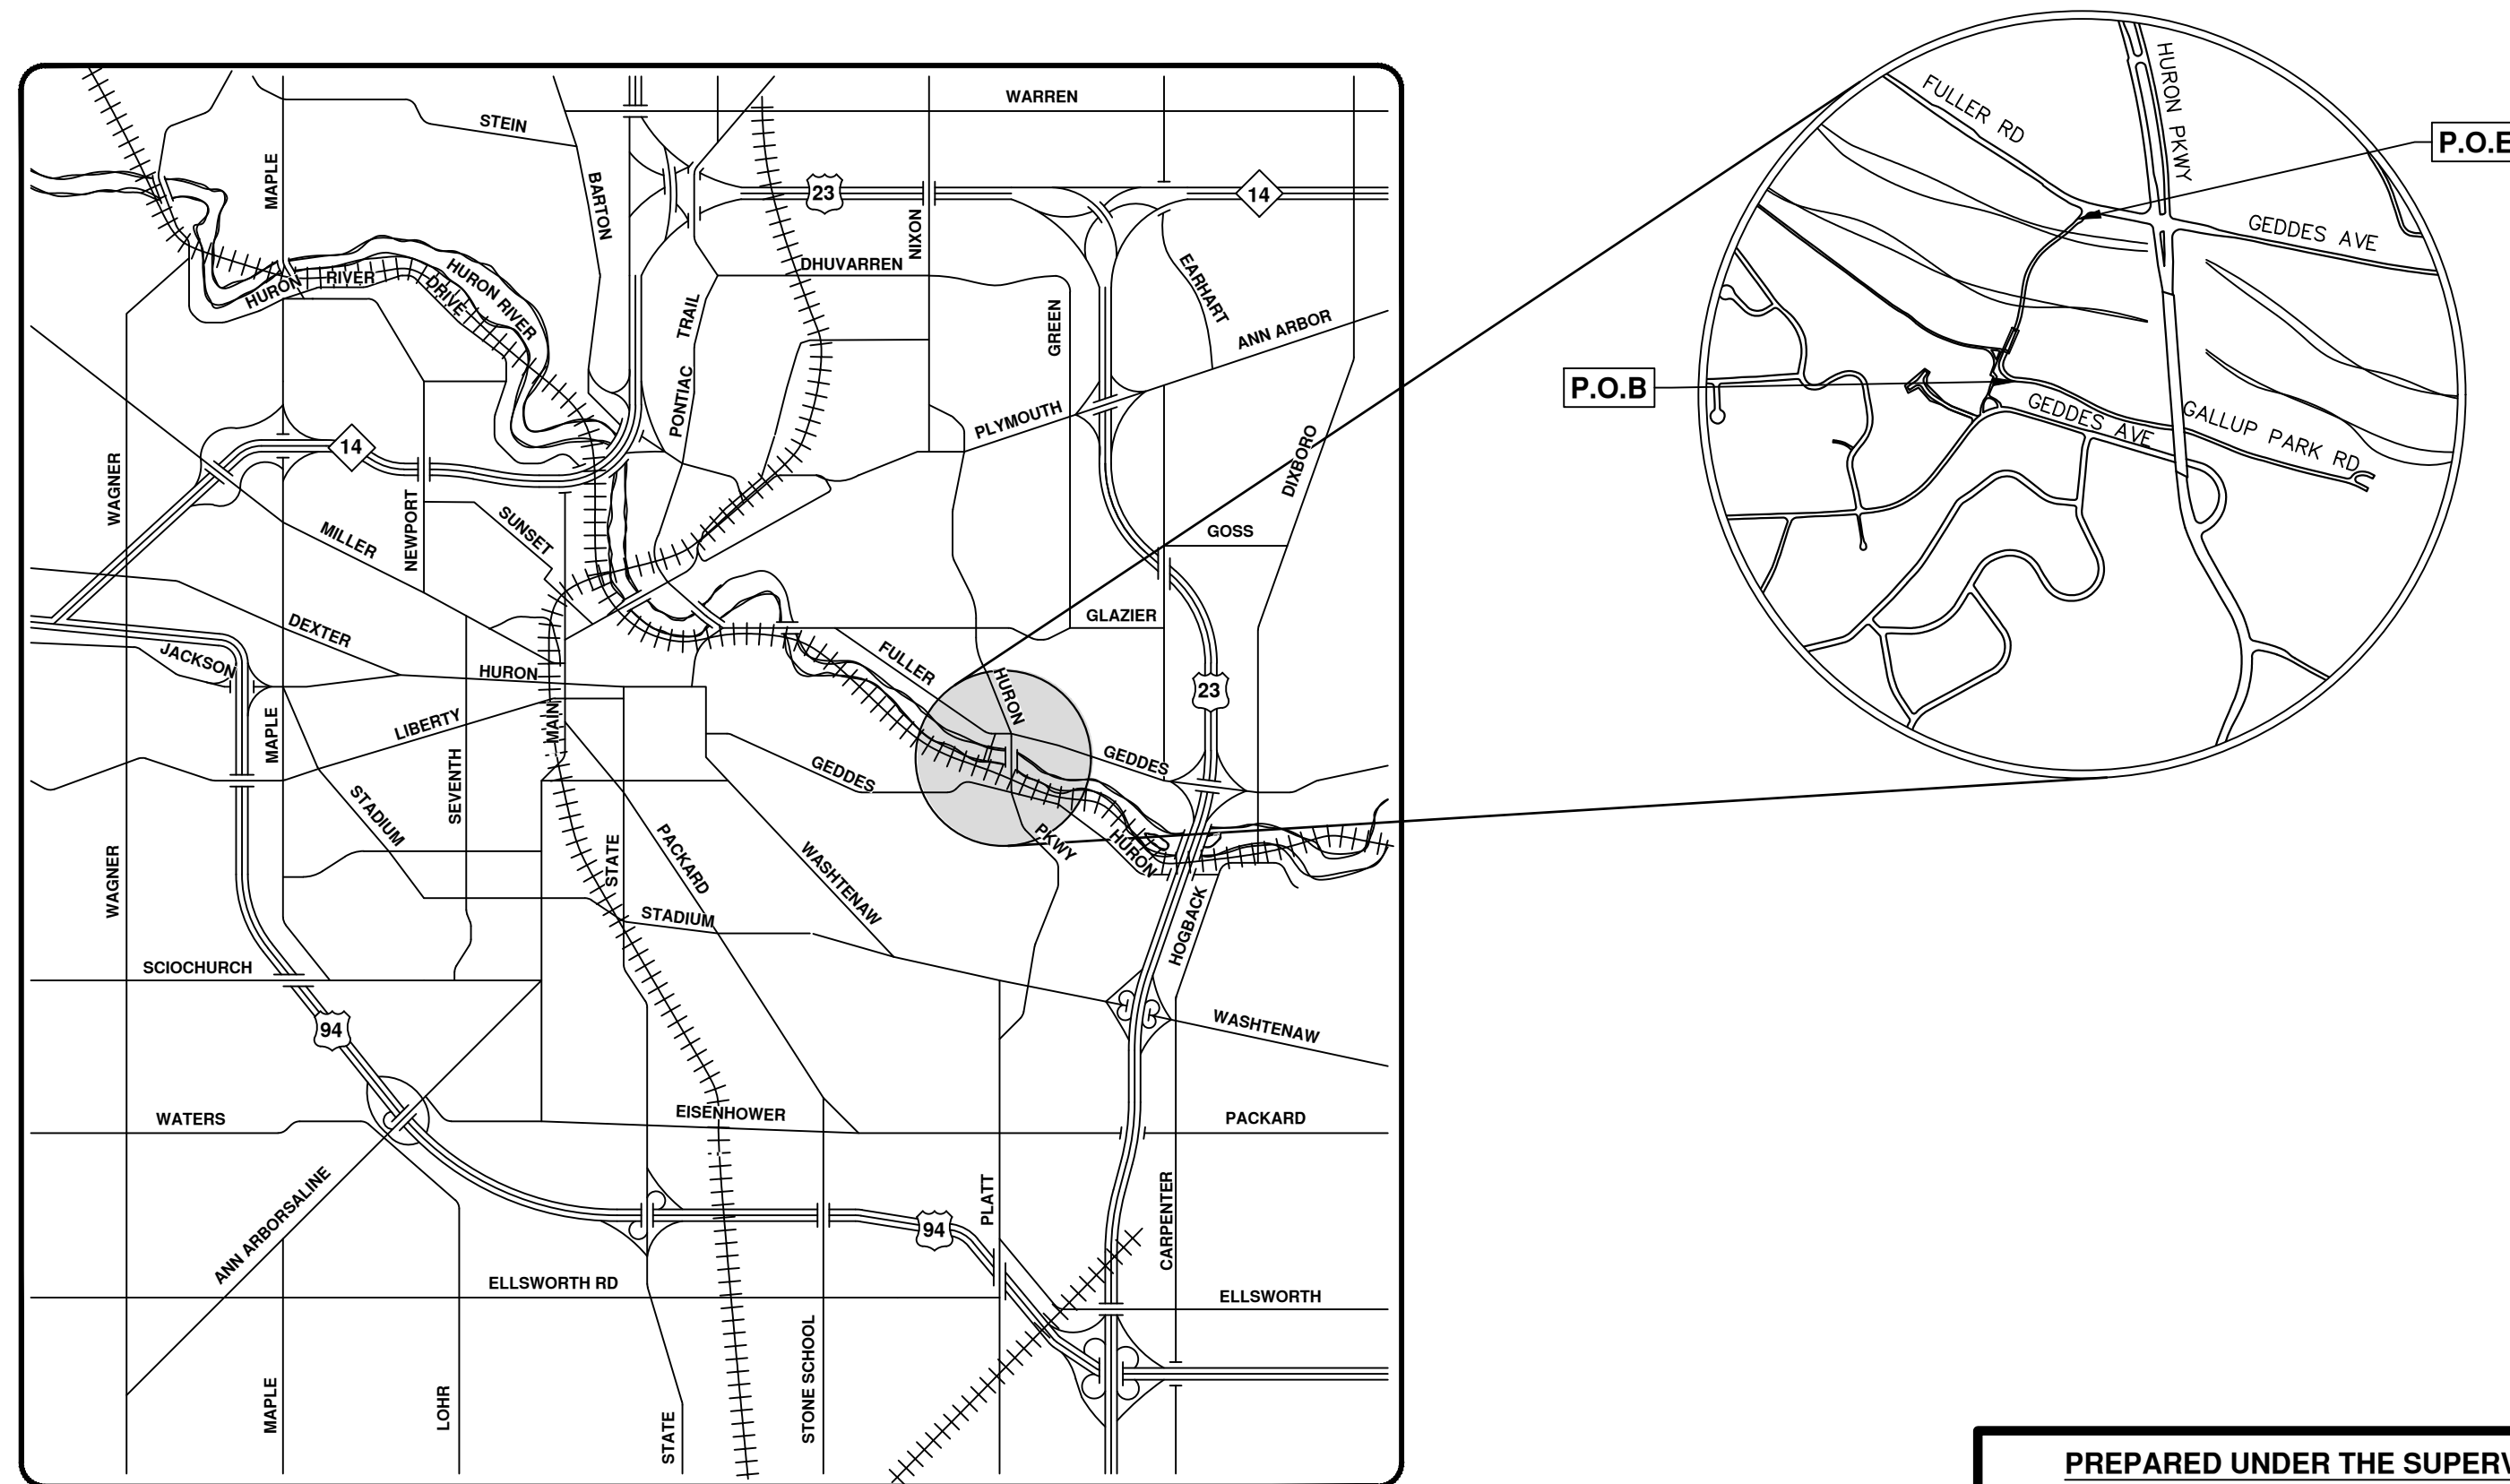 WARREN
STEIN
MAPLE
BARTON
23
14
NIXON
DHUVARREN
EARHART
HURON
RIVER
DRIVE
HURON RIVER
TRAIL
PONTIAC
GREEN
ANN ARBOR
PLYMOUTH
DIXBORO
14
WAGNER
MILLER
NEWPORT
SUNSET
GOSS
DEXTER
GLAZIER
JACKSON
HURON
FULLER
HURON
23
LIBERTY
MAPLE
MAIN
SEVENTH
STADIUM
GEDDES
GEDDES
STATE
PACKARD
WASHTENAW
PKWY
HURON
WAGNER
STADIUM
HOGBACK
SCIOCHURCH
94
WASHTENAW
WATERS
EISENHOWER
PACKARD
ANN ARBORSALINE
PLATT
CARPENTER
94
ELLSWORTH RD
ELLSWORTH
MAPLE
LOHR
STATE
STONE SCHOOL
FULLER RD
HURON PKWY
P.O.E
GEDDES AVE
P.O.B
GEDDES AVE
GALLUP PARK RD
PREPARED UNDER THE SUPERV